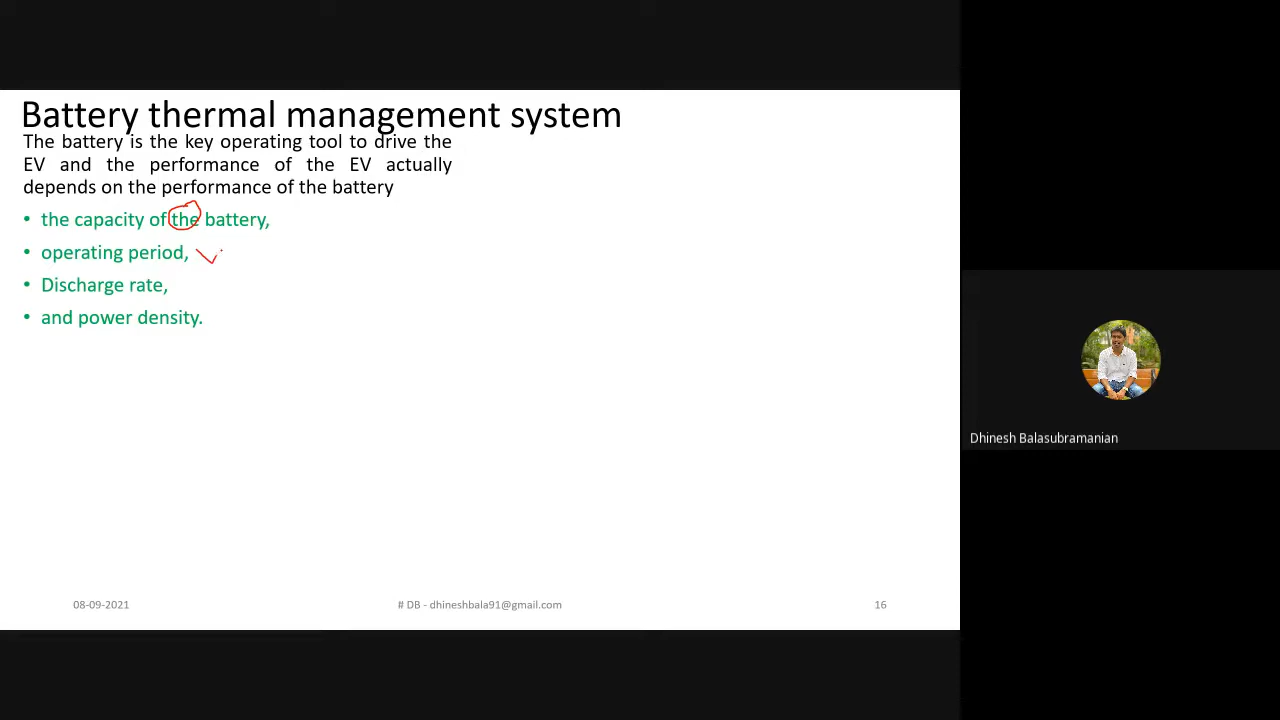 Battery thermal management system
The battery is the key operating tool to drive the
EV and the performance of the EV actually
depends on the performance of the battery
• the capacity of the battery,
• operating period,
• Discharge rate,
• and power density.
Dhinesh Balasubramanian
08-09-2021
# DB - dhineshbala91@gmail.com
16